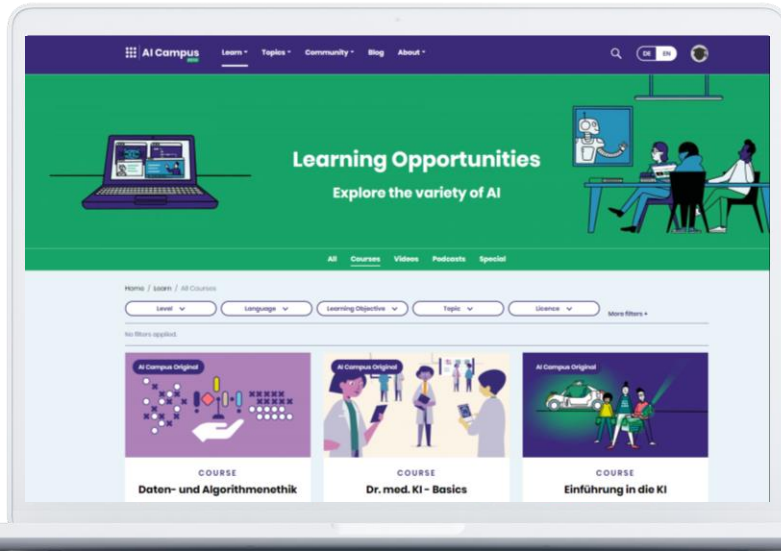 AI Campus
BETA
Learn
Topics
Community
Blog
About
DE EN
Learning Opportunities
Explore the variety of AI
All Courses Videos Podcasts Special
Home / Learn / All Courses
Level
Language
Learning Objective
Topic
Licence
More filters +
No filters applied.
AI Campus Original
AI Campus Original
AI Campus Original
COURSE
COURSE
COURSE
Daten- und Algorithmenethik
Dr. med. KI - Basics
Einführung in die KI